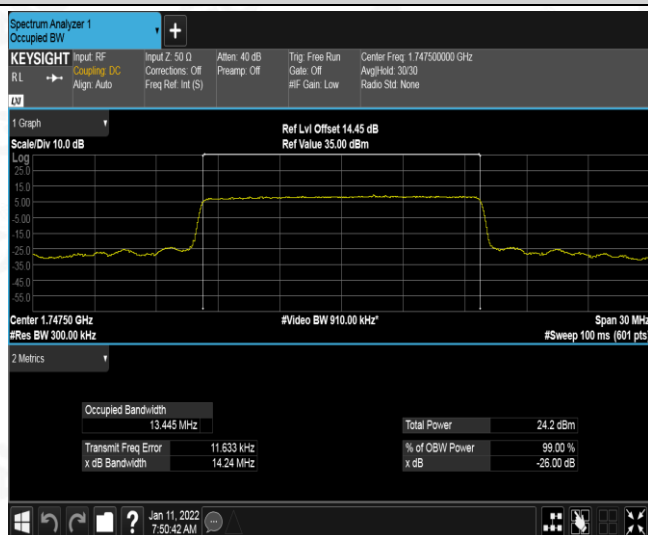 Spectrum Analyzer 1
Occupied BW
+
KEYSIGHT
R L
LXI
Input: RF
Coupling: DC
Align: Auto
Input Z: 50 Ω
Corrections: Off
Freq Ref: Int (S)
Atten: 40 dB
Preamp: Off
Trig: Free Run
Gate: Off
#IF Gain: Low
Center Freq: 1.747500000 GHz
Avg|Hold: 30/30
Radio Std: None
1 Graph
Scale/Div 10.0 dB
Ref Lvl Offset 14.45 dB
Ref Value 35.00 dBm
Log
25.0
15.0
5.00
-5.00
-15.0
-25.0
-35.0
-45.0
-55.0
Center 1.74750 GHz
#Res BW 300.00 kHz
#Video BW 910.00 kHz*
Span 30 MHz
#Sweep 100 ms (601 pts)
2 Metrics
Occupied Bandwidth
13.445 MHz
Transmit Freq Error 11.633 kHz
x dB Bandwidth 14.24 MHz
Total Power 24.2 dBm
% of OBW Power 99.00 %
x dB -26.00 dB
?
Jan 11, 2022
7:50:42 AM